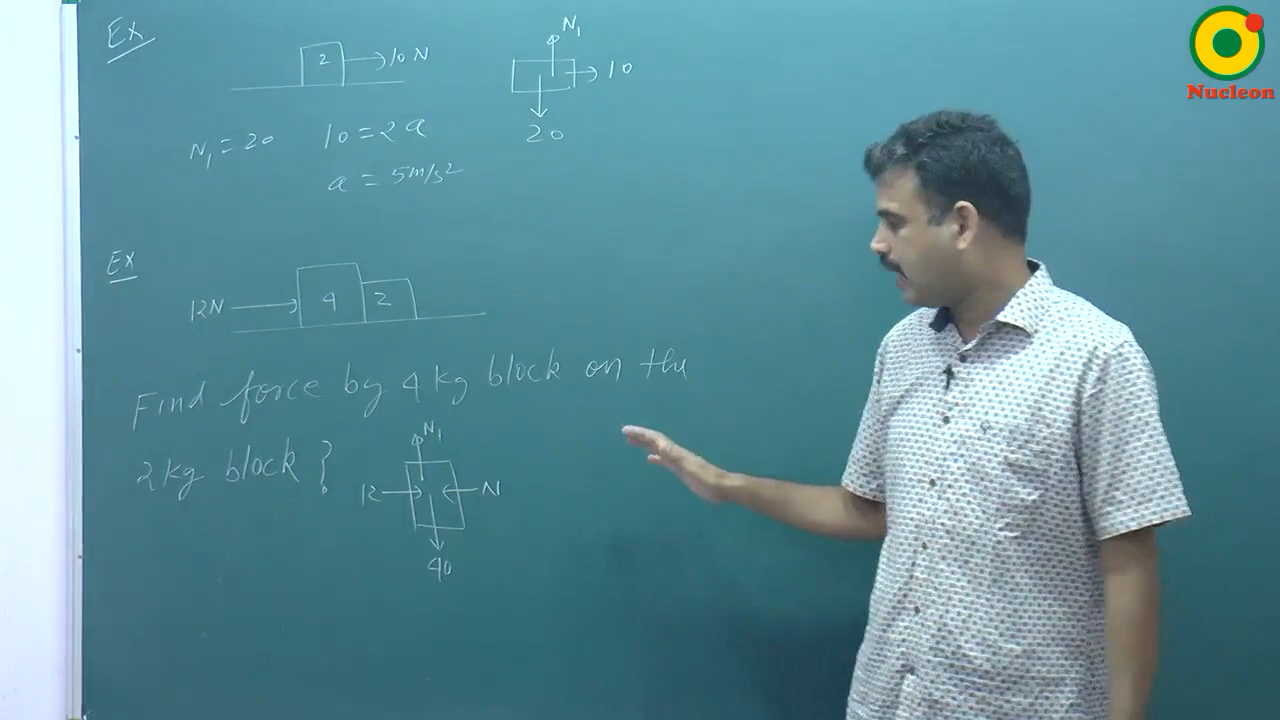 Ex
2 → 10 N
N₁
→ 10
20
N₁ = 20 10 = 2a
a = 5m/s²
Ex
12N → 4 2
Find force by 4 kg block on the
2 kg block ?
N₁
12 → ← N
40
Nucleon